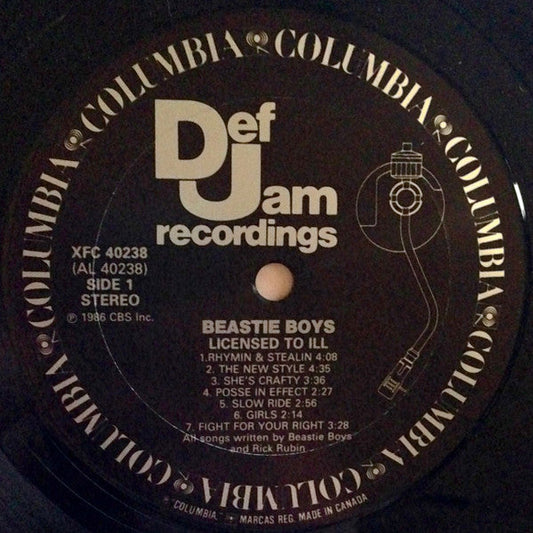 COLUMBIA COLUMBIA COLUMBIA COLUMBIA COLUMBIA COLUMBIA COLUMBIA COLUMBIA COLUMBIA
Def
Jam
recordings
XFC 40238
(AL 40238)
SIDE 1
STEREO
℗ 1986 CBS Inc.
BEASTIE BOYS
LICENSED TO ILL
1.RHYMIN & STEALIN 4:08
2. THE NEW STYLE 4:35
3. SHE'S CRAFTY 3:36
4. POSSE IN EFFECT 2:27
5. SLOW RIDE 2:56
6. GIRLS 2:14
7. FIGHT FOR YOUR RIGHT 3:28
All songs written by Beastie Boys
and Rick Rubin
COLUMBIA, MARCAS REG. MADE IN CANADA